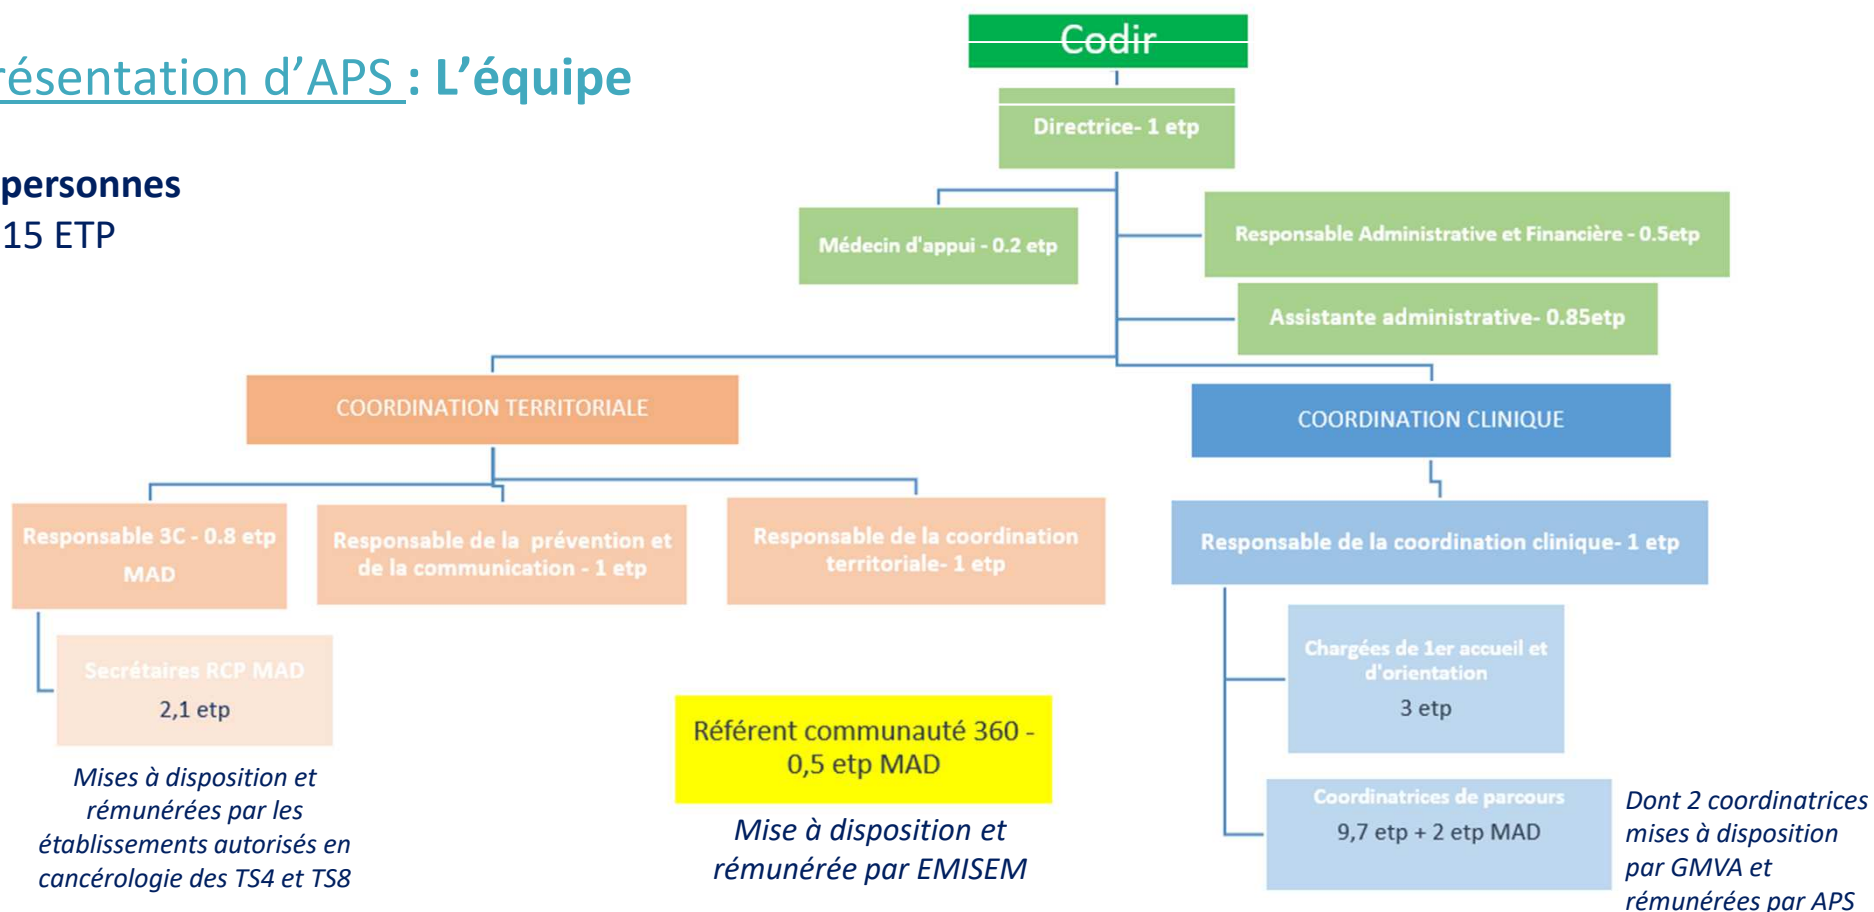 résentation d'APS : L'équipe
personnes
15 ETP
Codir
Directrice- 1 etp
Médecin d'appui - 0.2 etp
Responsable Administrative et Financière - 0.5etp
Assistante administrative- 0.85etp
COORDINATION TERRITORIALE
COORDINATION CLINIQUE
Responsable 3C - 0.8 etp
MAD
Responsable de la prévention et
de la communication - 1 etp
Responsable de la coordination
territoriale- 1 etp
Responsable de la coordination clinique- 1 etp
Secrétaires RCP MAD
2,1 etp
Mises à disposition et
rémunérées par les
établissements autorisés en
cancérologie des TS4 et TS8
Référent communauté 360 -
0,5 etp MAD
Mise à disposition et
rémunérée par EMISEM
Chargées de 1er accueil et
d'orientation
3 etp
Coordinatrices de parcours
9,7 etp + 2 etp MAD
Dont 2 coordinatrices
mises à disposition
par GMVA et
rémunérées par APS